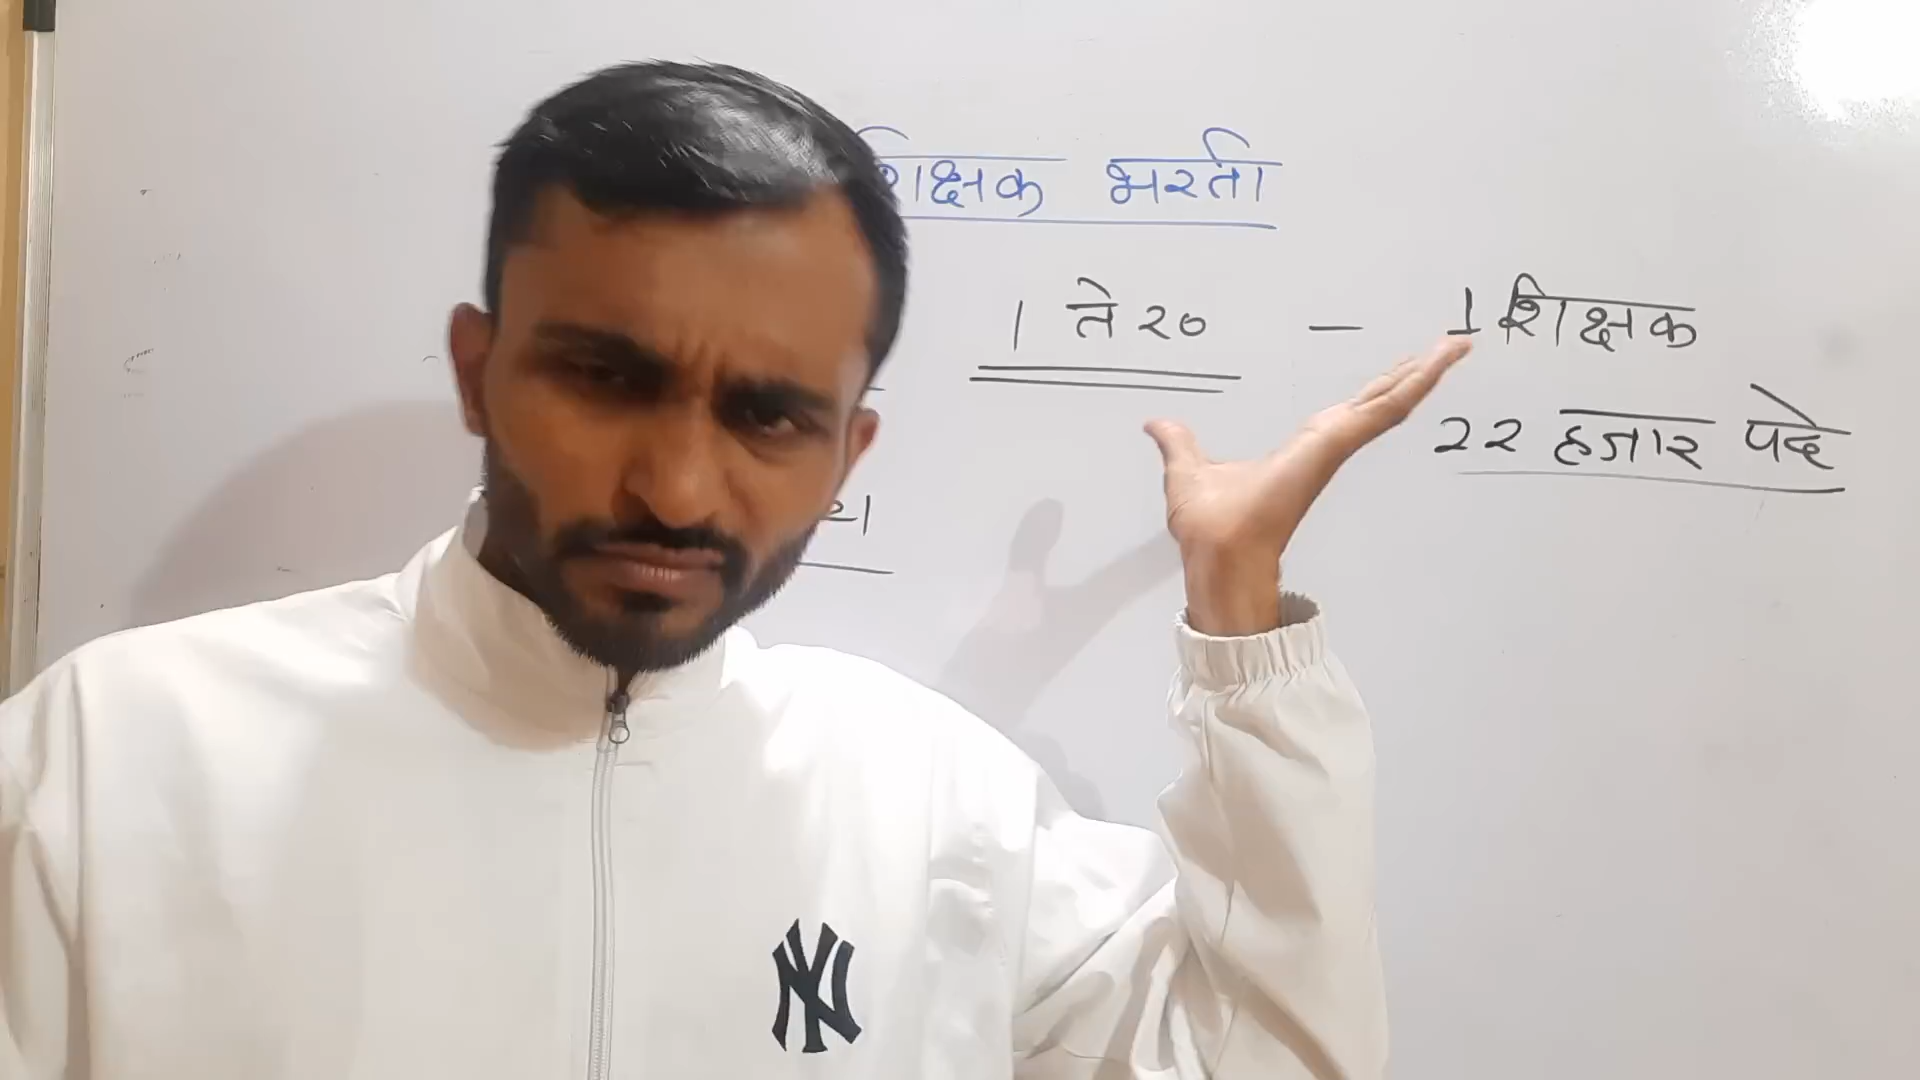 शिक्षक भरती
1 ते २० - 1 शिक्षक
२२ हजार पदे
NY